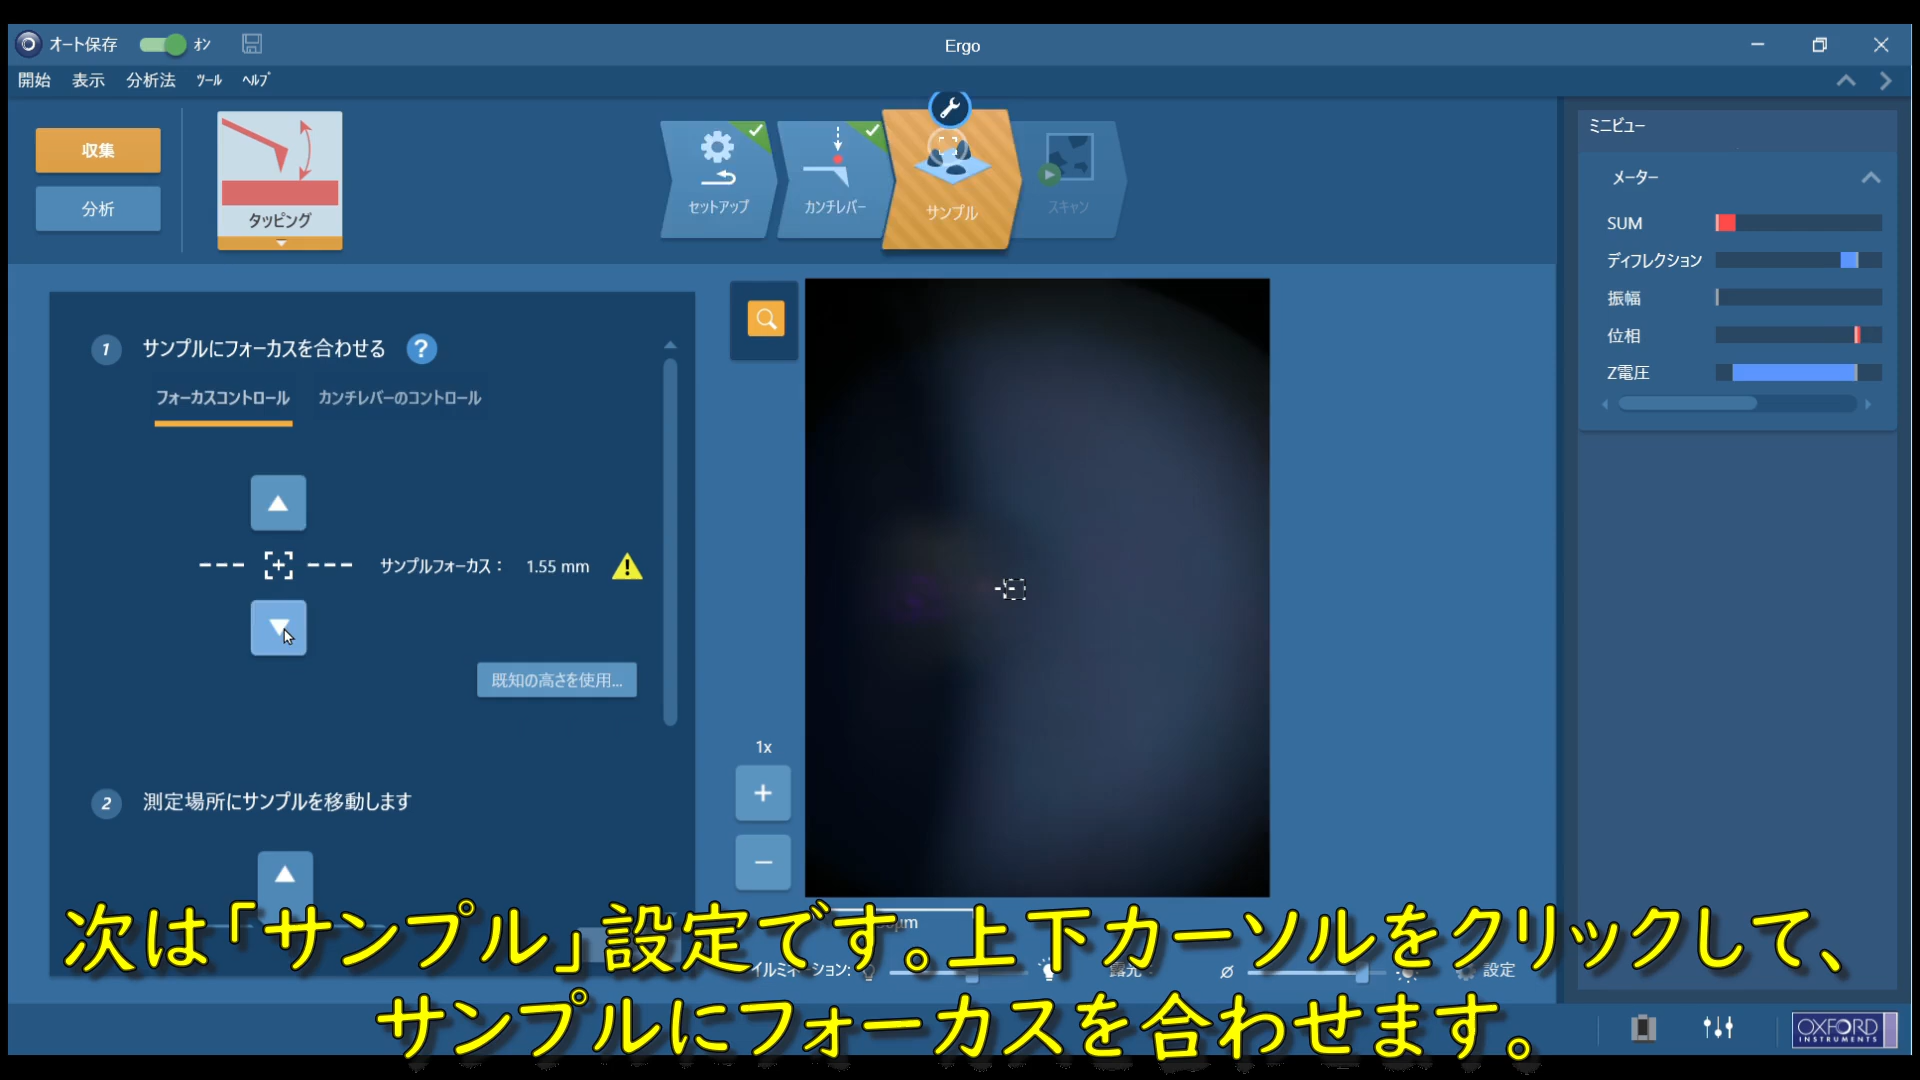 オート保存 オン
Ergo
開始 表示 分析法 ツール ヘルプ
収集
分析
タッピング
セットアップ
カンチレバー
サンプル
スキャン
ミニビュー
メーター
SUM
ディフレクション
振幅
位相
Z電圧
1 サンプルにフォーカスを合わせる ?
フォーカスコントロール カンチレバーのコントロール
サンプルフォーカス： 1.55 mm
既知の高さを使用...
1x
2 測定場所にサンプルを移動します
μm
イルミネーション:
設定
次は「サンプル」設定です。上下カーソルをクリックして、
サンプルにフォーカスを合わせます。
OXFORD
INSTRUMENTS